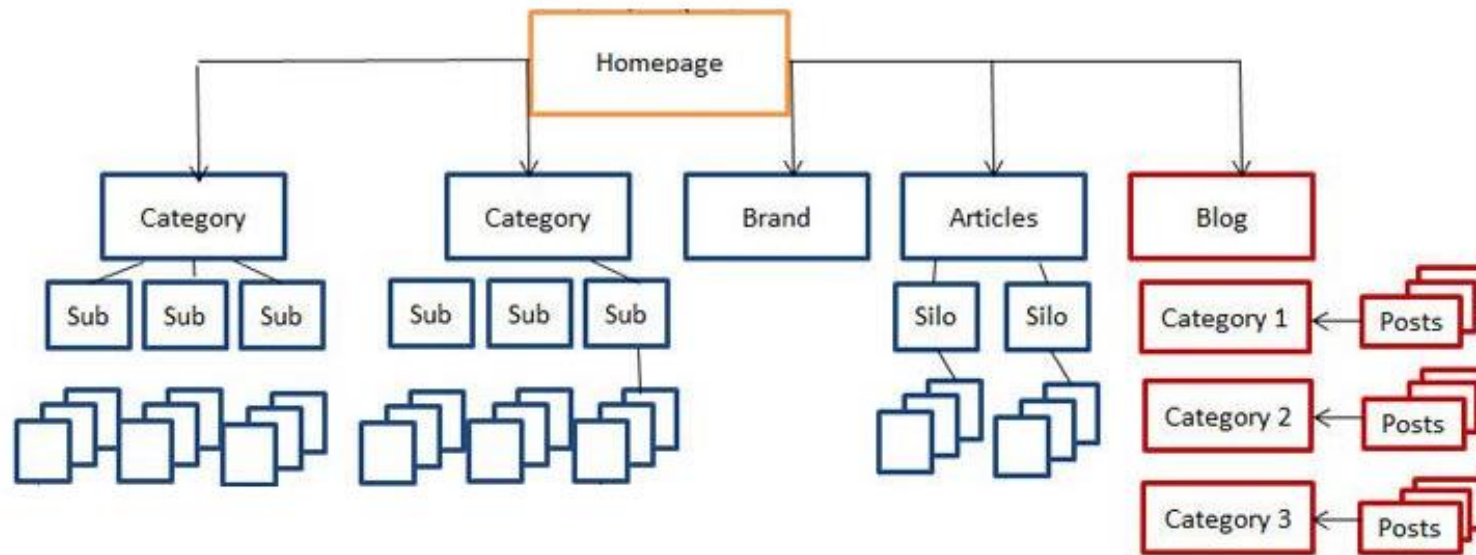 Homepage
Category
Category
Brand
Articles
Blog
Sub
Sub
Sub
Sub
Sub
Sub
Silo
Silo
Category 1
Posts
Category 2
Posts
Category 3
Posts